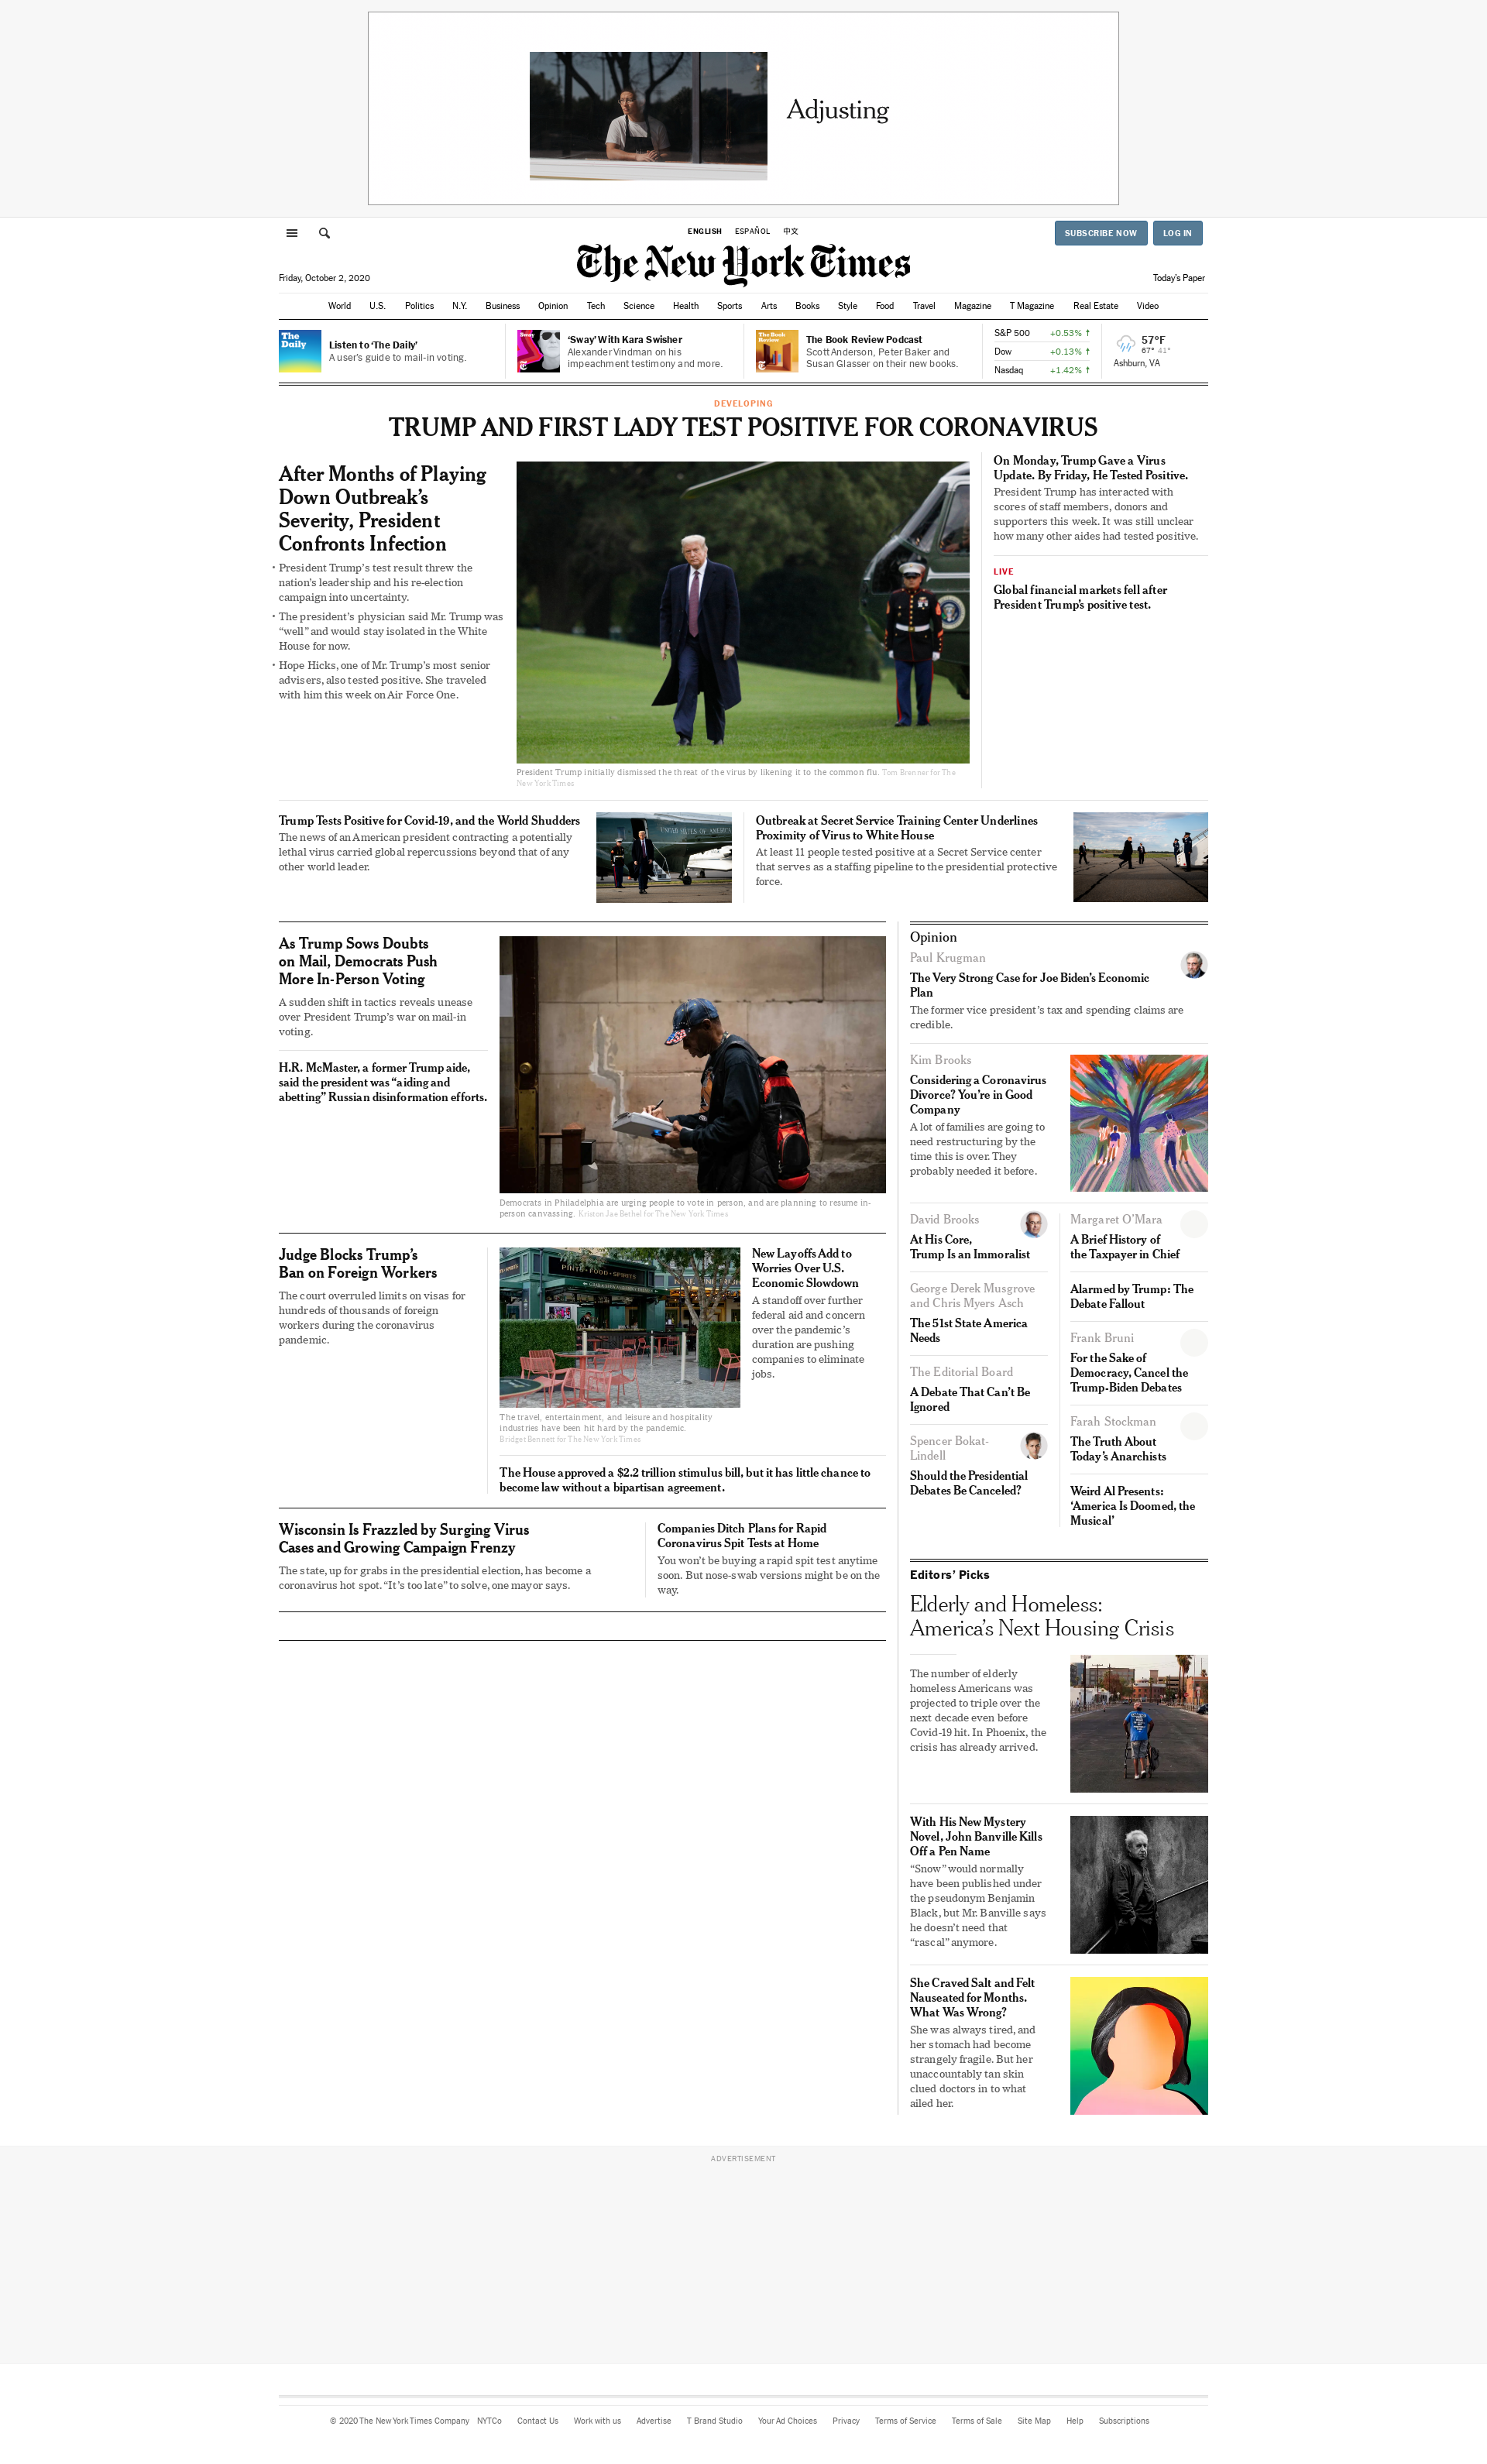 Adjusting
ENGLISH ESPAÑOL 中文
SUBSCRIBE NOW LOG IN
The New York Times
Friday, October 2, 2020
Today's Paper
World U.S. Politics N.Y. Business Opinion Tech Science Health Sports Arts Books Style Food Travel Magazine T Magazine Real Estate Video
The Daily
Listen to ‘The Daily’
A user’s guide to mail-in voting.
Sway
‘Sway’ With Kara Swisher
Alexander Vindman on his
impeachment testimony and more.
The Book Review
The Book Review Podcast
Scott Anderson, Peter Baker and
Susan Glasser on their new books.
S&P 500 +0.53% ↑
Dow +0.13% ↑
Nasdaq +1.42% ↑
57°F
67° 41°
Ashburn, VA
DEVELOPING
TRUMP AND FIRST LADY TEST POSITIVE FOR CORONAVIRUS
After Months of Playing
Down Outbreak’s
Severity, President
Confronts Infection
• President Trump’s test result threw the
nation’s leadership and his re-election
campaign into uncertainty.
• The president’s physician said Mr. Trump was
“well” and would stay isolated in the White
House for now.
• Hope Hicks, one of Mr. Trump’s most senior
advisers, also tested positive. She traveled
with him this week on Air Force One.
President Trump initially dismissed the threat of the virus by likening it to the common flu. Tom Brenner for The
New York Times
On Monday, Trump Gave a Virus
Update. By Friday, He Tested Positive.
President Trump has interacted with
scores of staff members, donors and
supporters this week. It was still unclear
how many other aides had tested positive.
LIVE
Global financial markets fell after
President Trump’s positive test.
Trump Tests Positive for Covid-19, and the World Shudders
The news of an American president contracting a potentially
lethal virus carried global repercussions beyond that of any
other world leader.
UNITED STATES OF AMERICA
Outbreak at Secret Service Training Center Underlines
Proximity of Virus to White House
At least 11 people tested positive at a Secret Service center
that serves as a staffing pipeline to the presidential protective
force.
As Trump Sows Doubts
on Mail, Democrats Push
More In-Person Voting
A sudden shift in tactics reveals unease
over President Trump’s war on mail-in
voting.
H.R. McMaster, a former Trump aide,
said the president was “aiding and
abetting” Russian disinformation efforts.
Democrats in Philadelphia are urging people to vote in person, and are planning to resume in-
person canvassing. Kriston Jae Bethel for The New York Times
Judge Blocks Trump’s
Ban on Foreign Workers
The court overruled limits on visas for
hundreds of thousands of foreign
workers during the coronavirus
pandemic.
PINTS·FOOD·SPIRITS
The travel, entertainment, and leisure and hospitality
industries have been hit hard by the pandemic.
Bridget Bennett for The New York Times
New Layoffs Add to
Worries Over U.S.
Economic Slowdown
A standoff over further
federal aid and concern
over the pandemic’s
duration are pushing
companies to eliminate
jobs.
The House approved a $2.2 trillion stimulus bill, but it has little chance to
become law without a bipartisan agreement.
Wisconsin Is Frazzled by Surging Virus
Cases and Growing Campaign Frenzy
The state, up for grabs in the presidential election, has become a
coronavirus hot spot. “It’s too late” to solve, one mayor says.
Companies Ditch Plans for Rapid
Coronavirus Spit Tests at Home
You won’t be buying a rapid spit test anytime
soon. But nose-swab versions might be on the
way.
Opinion
Paul Krugman
The Very Strong Case for Joe Biden’s Economic
Plan
The former vice president’s tax and spending claims are
credible.
Kim Brooks
Considering a Coronavirus
Divorce? You’re in Good
Company
A lot of families are going to
need restructuring by the
time this is over. They
probably needed it before.
David Brooks
At His Core,
Trump Is an Immoralist
George Derek Musgrove
and Chris Myers Asch
The 51st State America
Needs
The Editorial Board
A Debate That Can’t Be
Ignored
Spencer Bokat-
Lindell
Should the Presidential
Debates Be Canceled?
Margaret O’Mara
A Brief History of
the Taxpayer in Chief
Alarmed by Trump: The
Debate Fallout
Frank Bruni
For the Sake of
Democracy, Cancel the
Trump-Biden Debates
Farah Stockman
The Truth About
Today’s Anarchists
Weird Al Presents:
‘America Is Doomed, the
Musical’
Editors’ Picks
Elderly and Homeless:
America’s Next Housing Crisis
The number of elderly
homeless Americans was
projected to triple over the
next decade even before
Covid-19 hit. In Phoenix, the
crisis has already arrived.
With His New Mystery
Novel, John Banville Kills
Off a Pen Name
“Snow” would normally
have been published under
the pseudonym Benjamin
Black, but Mr. Banville says
he doesn’t need that
“rascal” anymore.
She Craved Salt and Felt
Nauseated for Months.
What Was Wrong?
She was always tired, and
her stomach had become
strangely fragile. But her
unaccountably tan skin
clued doctors in to what
ailed her.
ADVERTISEMENT
© 2020 The New York Times Company NYTCo Contact Us Work with us Advertise T Brand Studio Your Ad Choices Privacy Terms of Service Terms of Sale Site Map Help Subscriptions